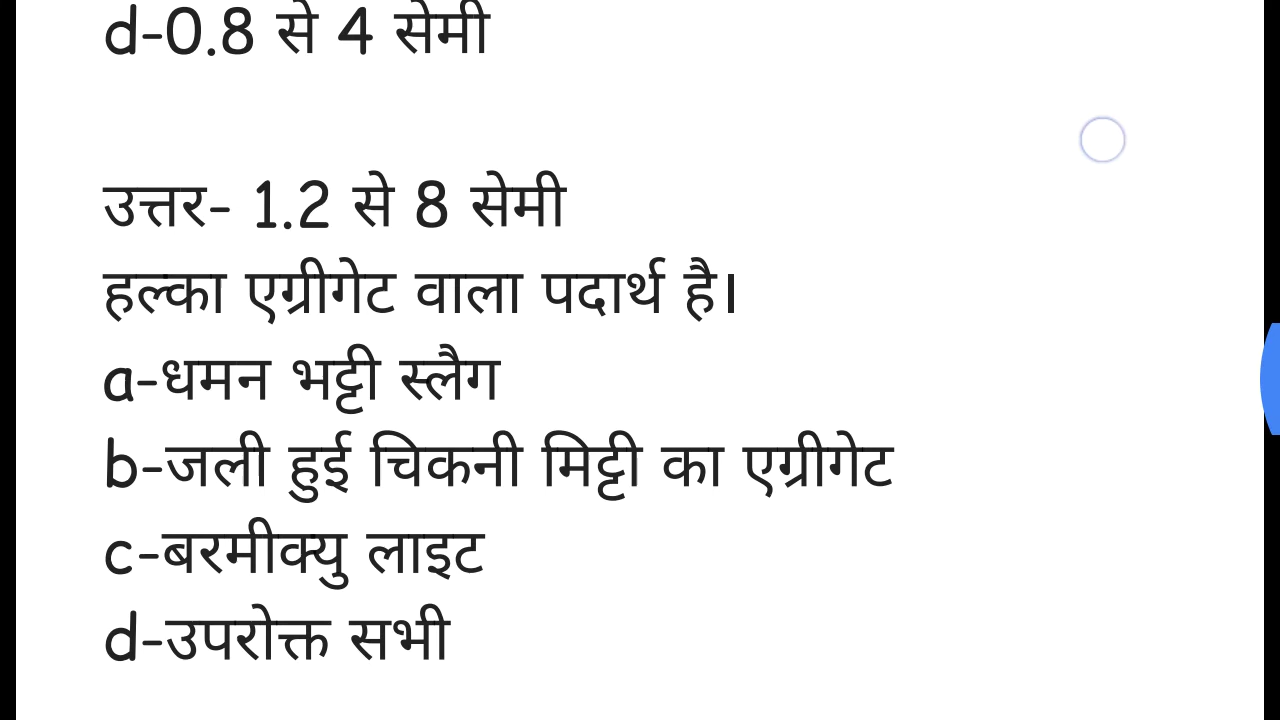 d-0.8 से 4 सेमी
उत्तर- 1.2 से 8 सेमी
हल्का एग्रीगेट वाला पदार्थ है।
a-धमन भट्टी स्लैग
b-जली हुई चिकनी मिट्टी का एग्रीगेट
c-बरमीक्यु लाइट
d-उपरोक्त सभी